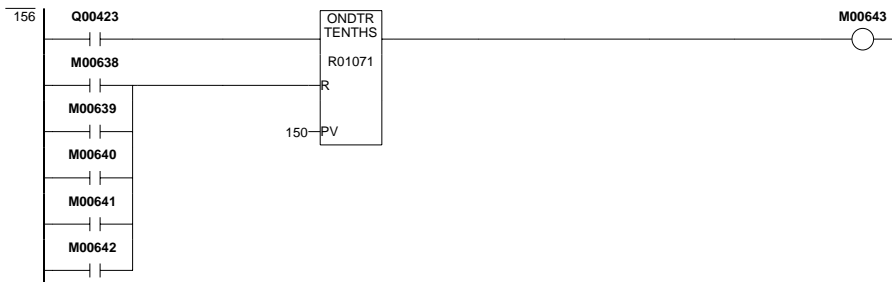 156 Q00423 ONDTR M00643
TENTHS
M00638 R01071
R
M00639
150 PV
M00640
M00641
M00642